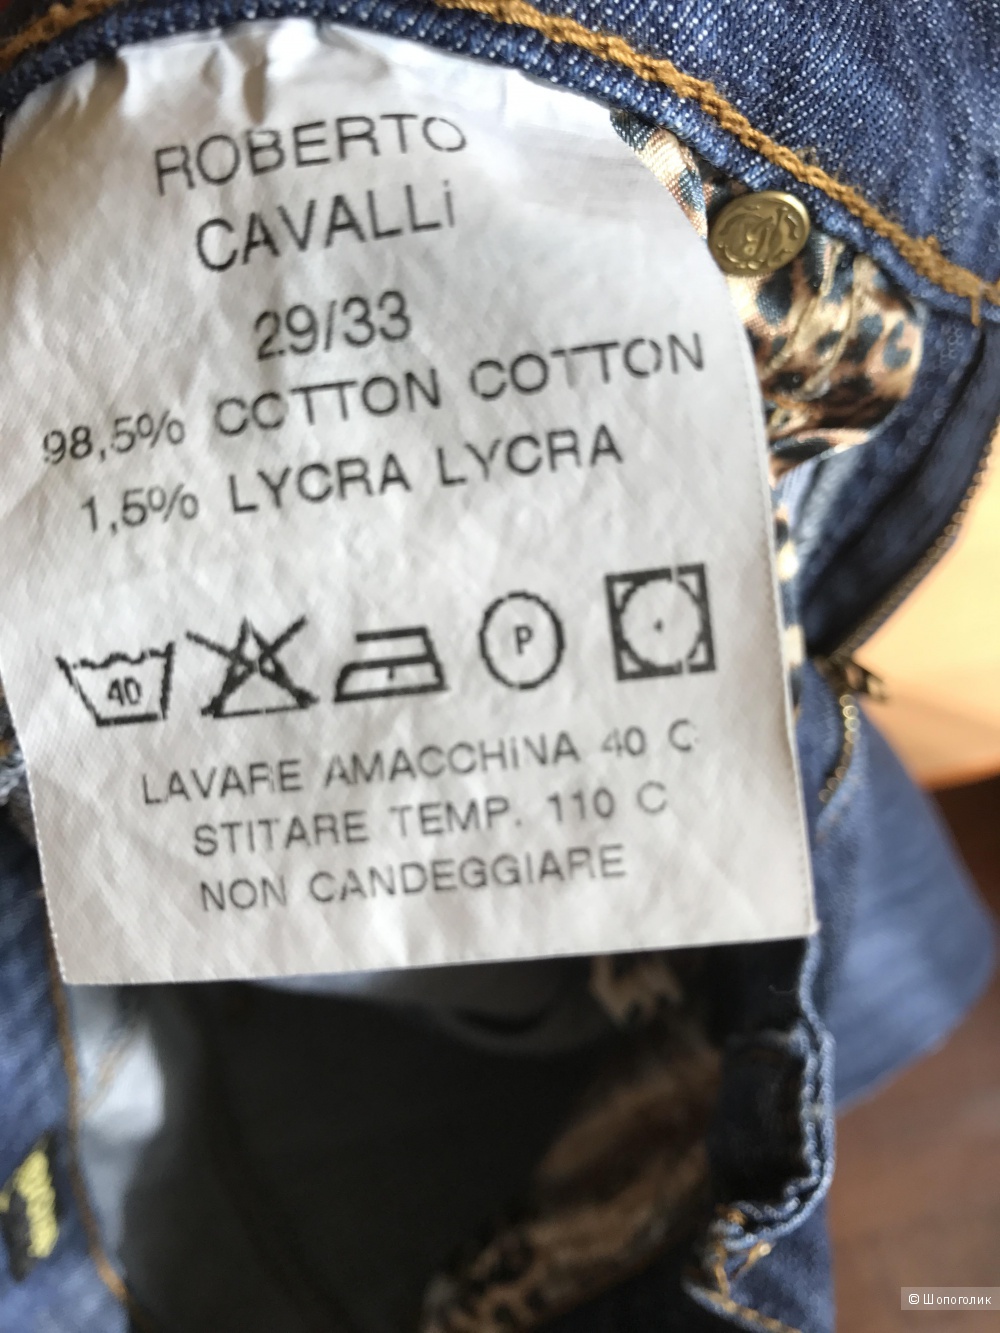 ROBERTO
CAVALLi
29/33
98,5% COTTON COTTON
1,5% LYCRA LYCRA
40
P
LAVARE AMACCHiNA 40 C
STITARE TEMP. 110 C
NON CANDEGGIARE
© Шопоголик